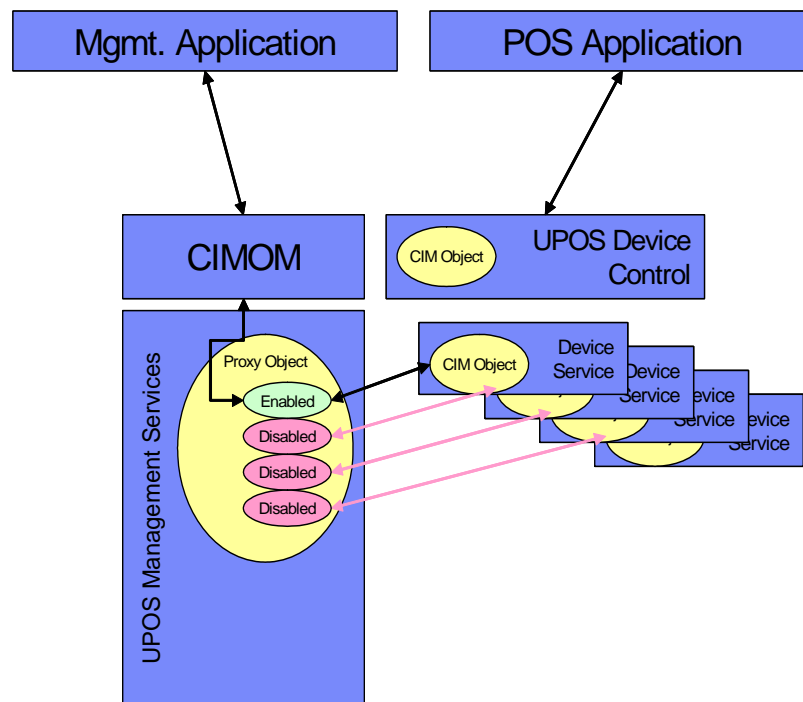 Mgmt. Application
POS Application
CIMOM
CIM Object
UPOS Device
Control
UPOS Management Services
Proxy Object
Enabled
Disabled
Disabled
Disabled
CIM Object
Device
Service
Device
Service
Device
Service
Device
Service